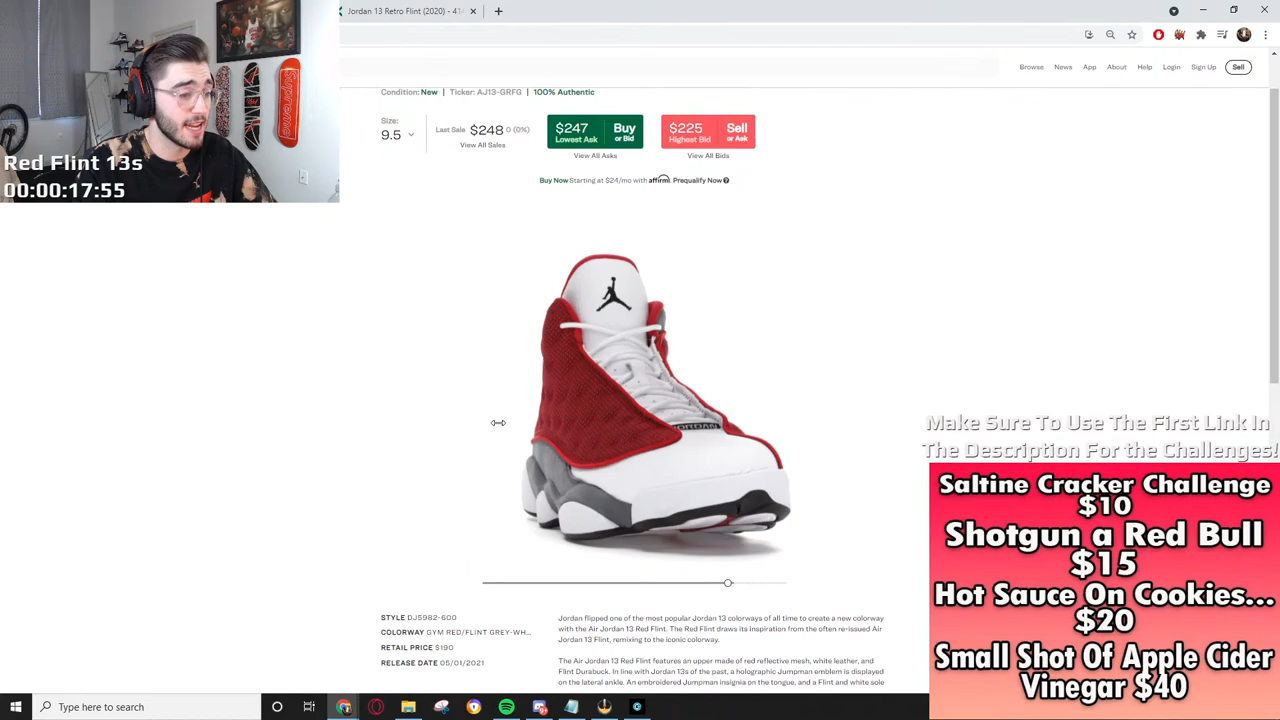 Jordan 13 Retro Flint (2020) - 414
Browse News App About Help Login Sign Up Sell
Condition: New | Ticker: AJ13-GRFG | 100% Authentic
Size:
9.5
Last Sale $248 0 (0%)
View All Sales
$247 Buy
Lowest Ask or Bid
View All Asks
$225 Sell
Highest Bid or Ask
View All Bids
Buy Now Starting at $24/mo with affirm. Prequalify Now
Red Flint 13s
00:00:17:55
JORDAN
Supreme
Make Sure To Use The First Link In
The Description For the Challenges!
Saltine Cracker Challenge
$10
Shotgun a Red Bull
$15
Hot Sauce On Cookies...
$20
Small Shot Of Apple Cider
Vinegar $40
STYLE DJ5982-600
COLORWAY GYM RED/FLINT GREY-WH...
RETAIL PRICE $190
RELEASE DATE 05/01/2021
Jordan flipped one of the most popular Jordan 13 colorways of all time to create a new colorway
with the Air Jordan 13 Red Flint. The Red Flint draws its inspiration from the often re-issued Air
Jordan 13 Flint, remixing to the iconic colorway.
The Air Jordan 13 Red Flint features an upper made of red reflective mesh, white leather, and
Flint Durabuck. In line with Jordan 13s of the past, a holographic Jumpman emblem is displayed
on the lateral ankle. An embroidered Jumpman insignia on the tongue, and a Flint and white sole
Type here to search